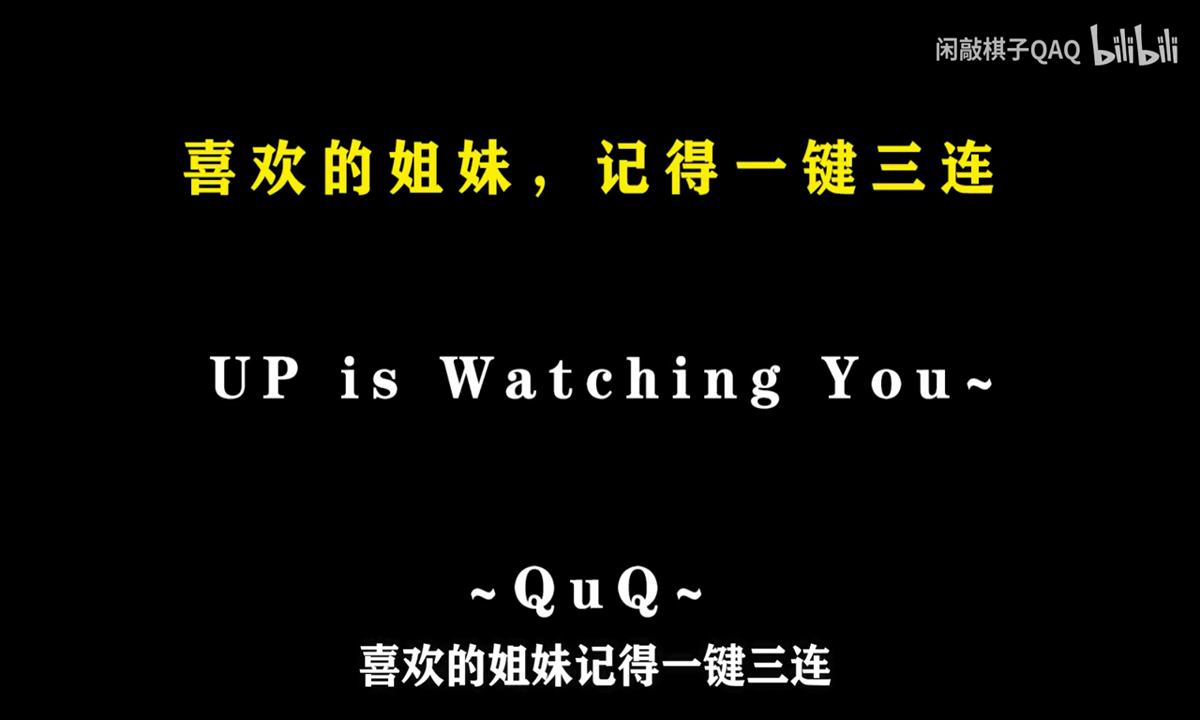 闲敲棋子QAQ bilibili
喜欢的姐妹，记得一键三连
UP is Watching You~
~QuQ~
喜欢的姐妹记得一键三连